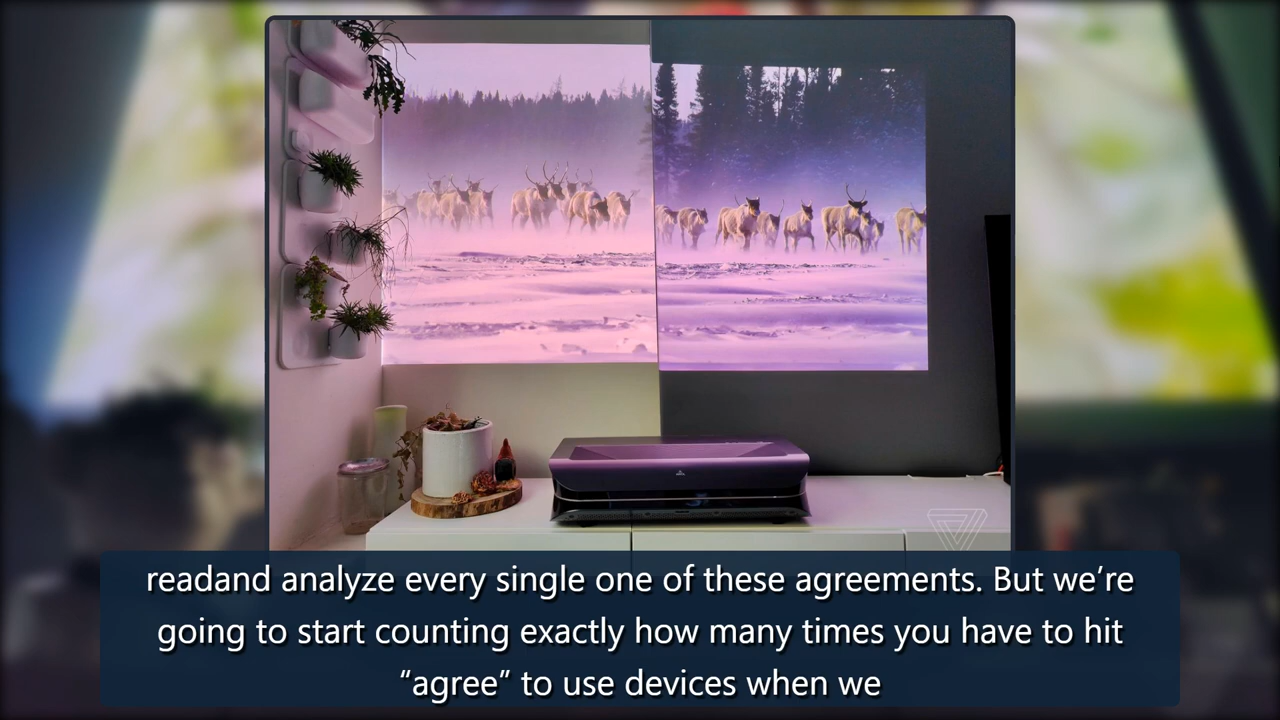 readand analyze every single one of these agreements. But we’re
going to start counting exactly how many times you have to hit
“agree” to use devices when we